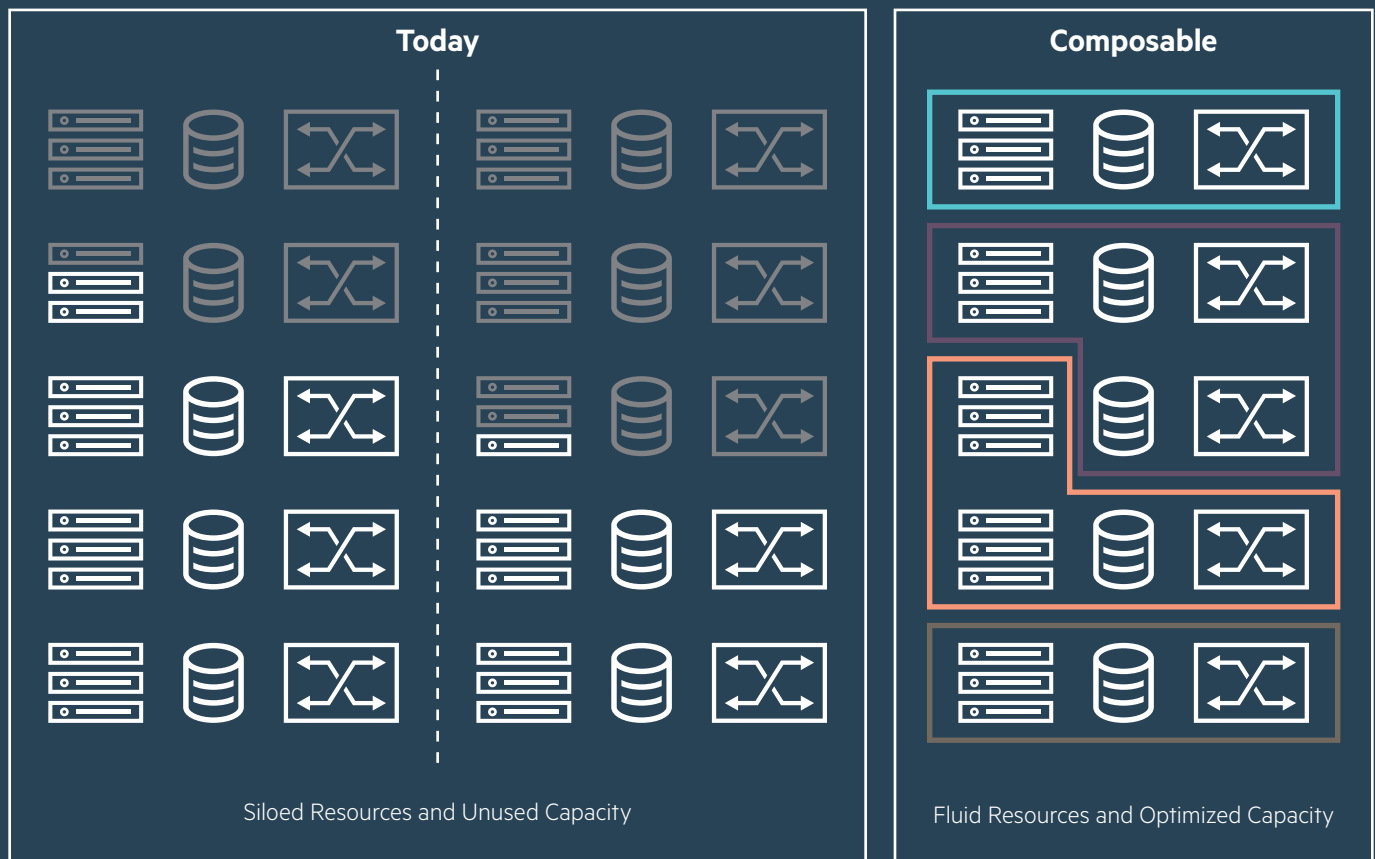 Today
Siloed Resources and Unused Capacity
Composable
Fluid Resources and Optimized Capacity